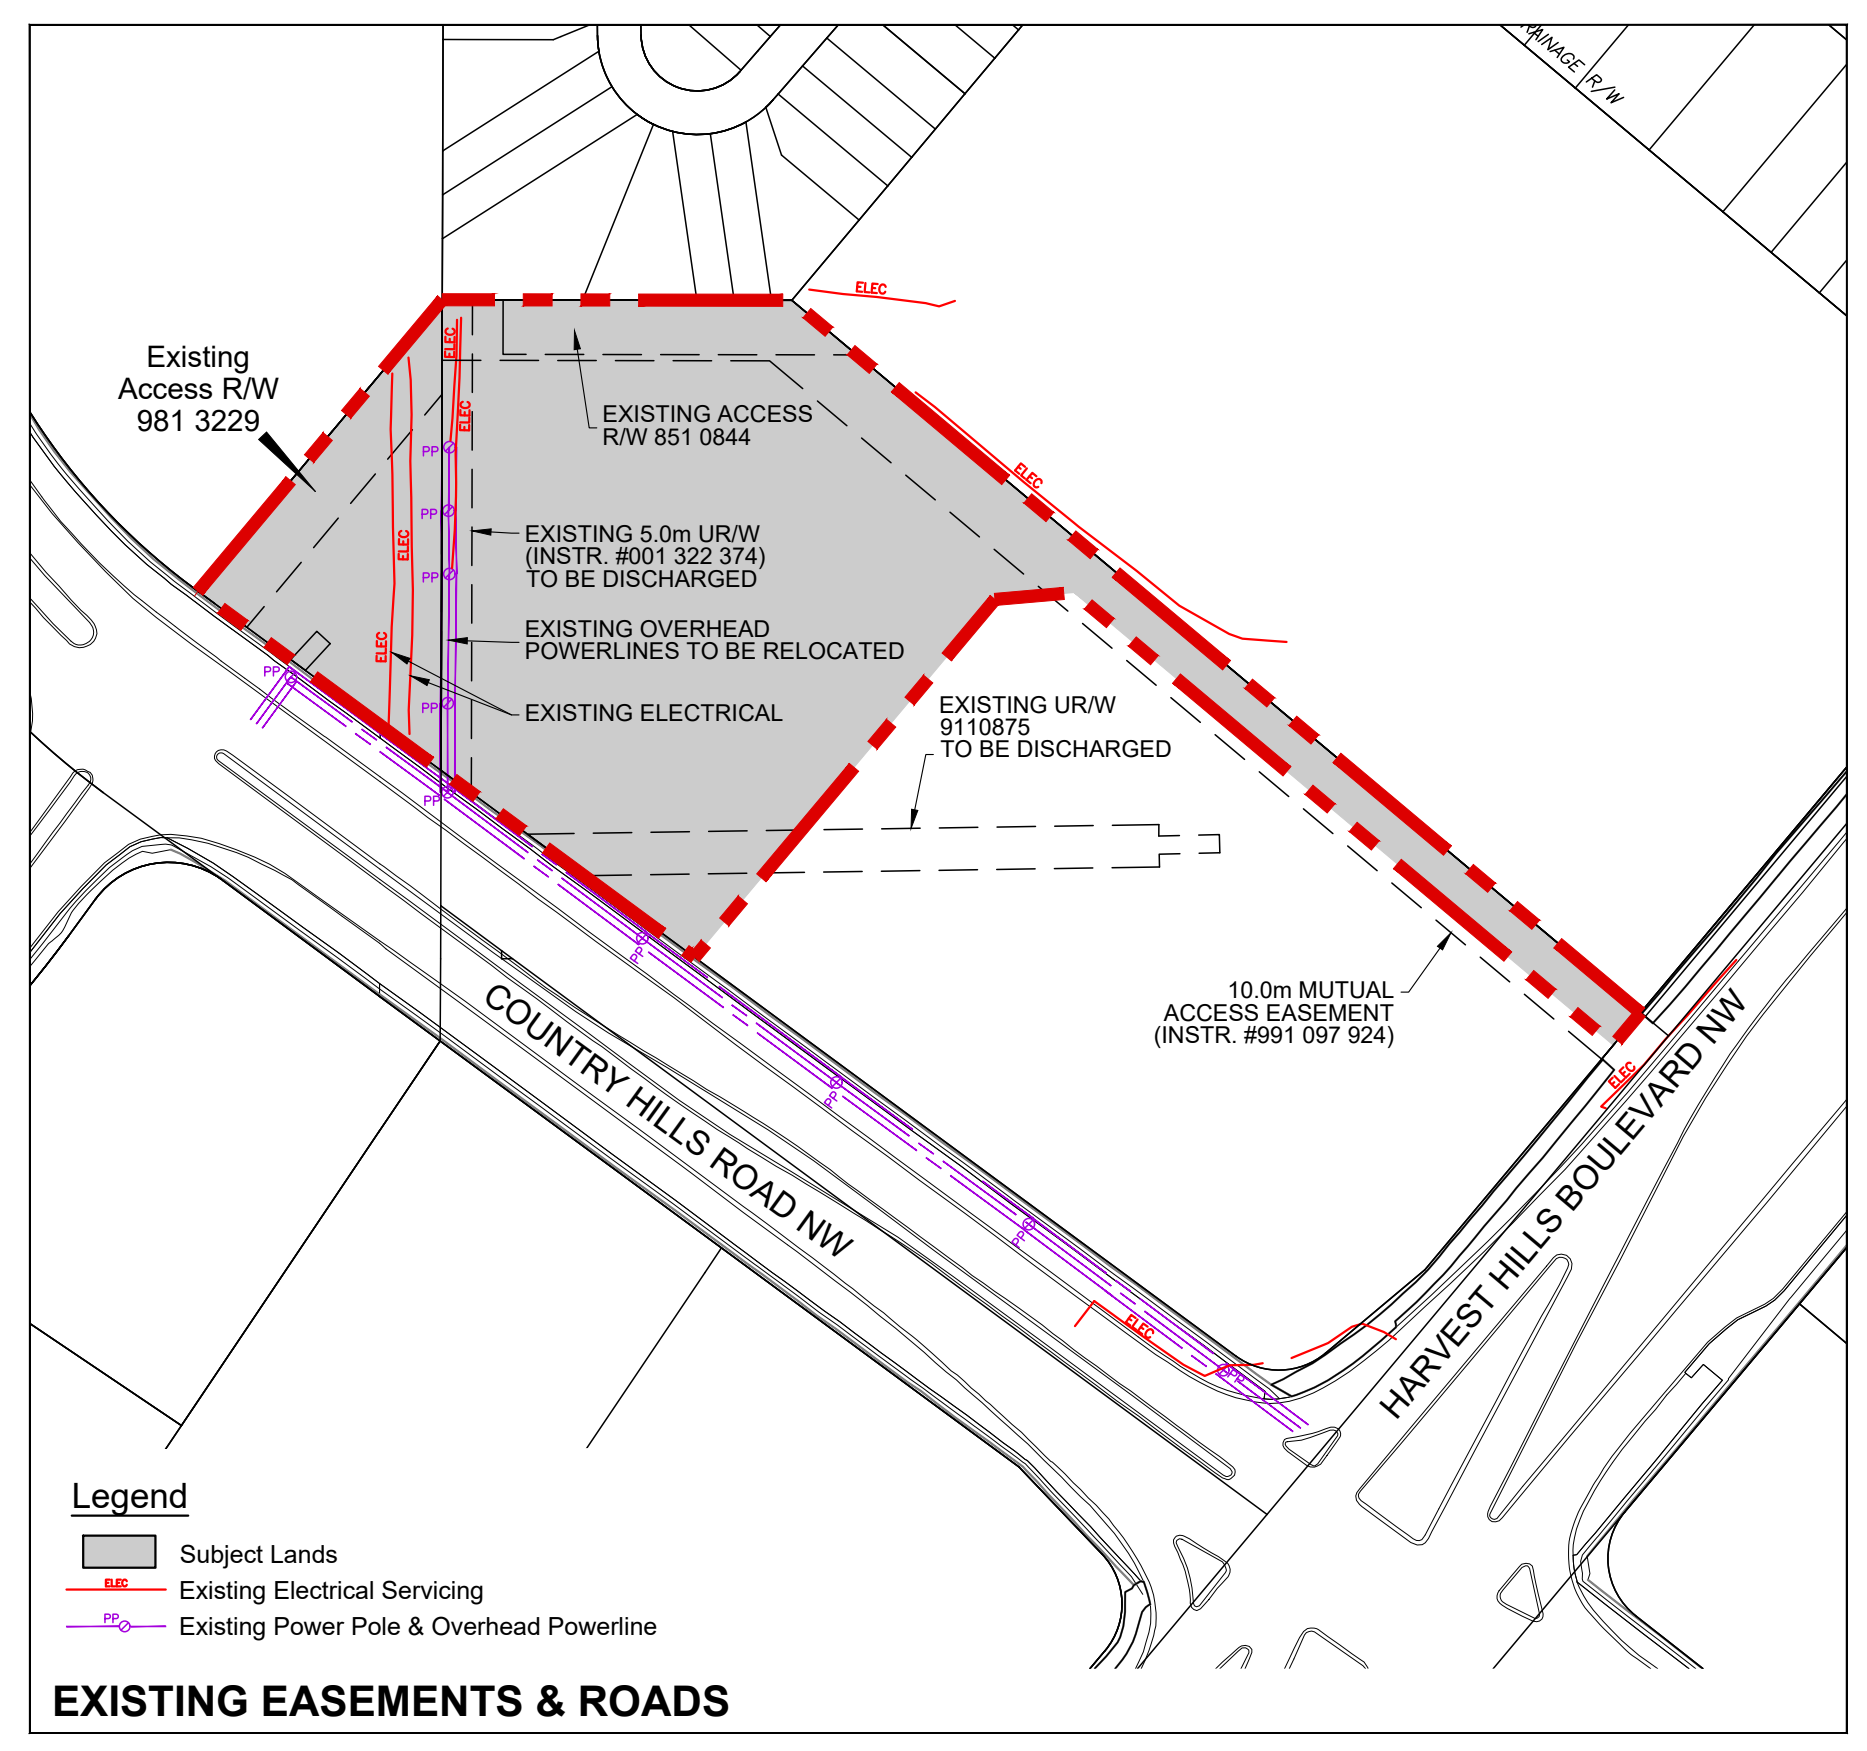 RAINAGE R/W
ELEC
Existing
Access R/W
981 3229
ELEC
ELEC
EXISTING ACCESS
R/W 851 0844
PP
ELEC
PP
EXISTING 5.0m UR/W
(INSTR. #001 322 374)
TO BE DISCHARGED
ELEC
PP
EXISTING OVERHEAD
POWERLINES TO BE RELOCATED
ELEC
PP
PP
EXISTING ELECTRICAL
EXISTING UR/W
9110875
TO BE DISCHARGED
PP
PP
10.0m MUTUAL
ACCESS EASEMENT
(INSTR. #991 097 924)
ELEC
PP
PP
COUNTRY HILLS ROAD NW
HARVEST HILLS BOULEVARD NW
ELEC
PP
Legend
Subject Lands
ELEC
Existing Electrical Servicing
PP
Existing Power Pole & Overhead Powerline
EXISTING EASEMENTS & ROADS